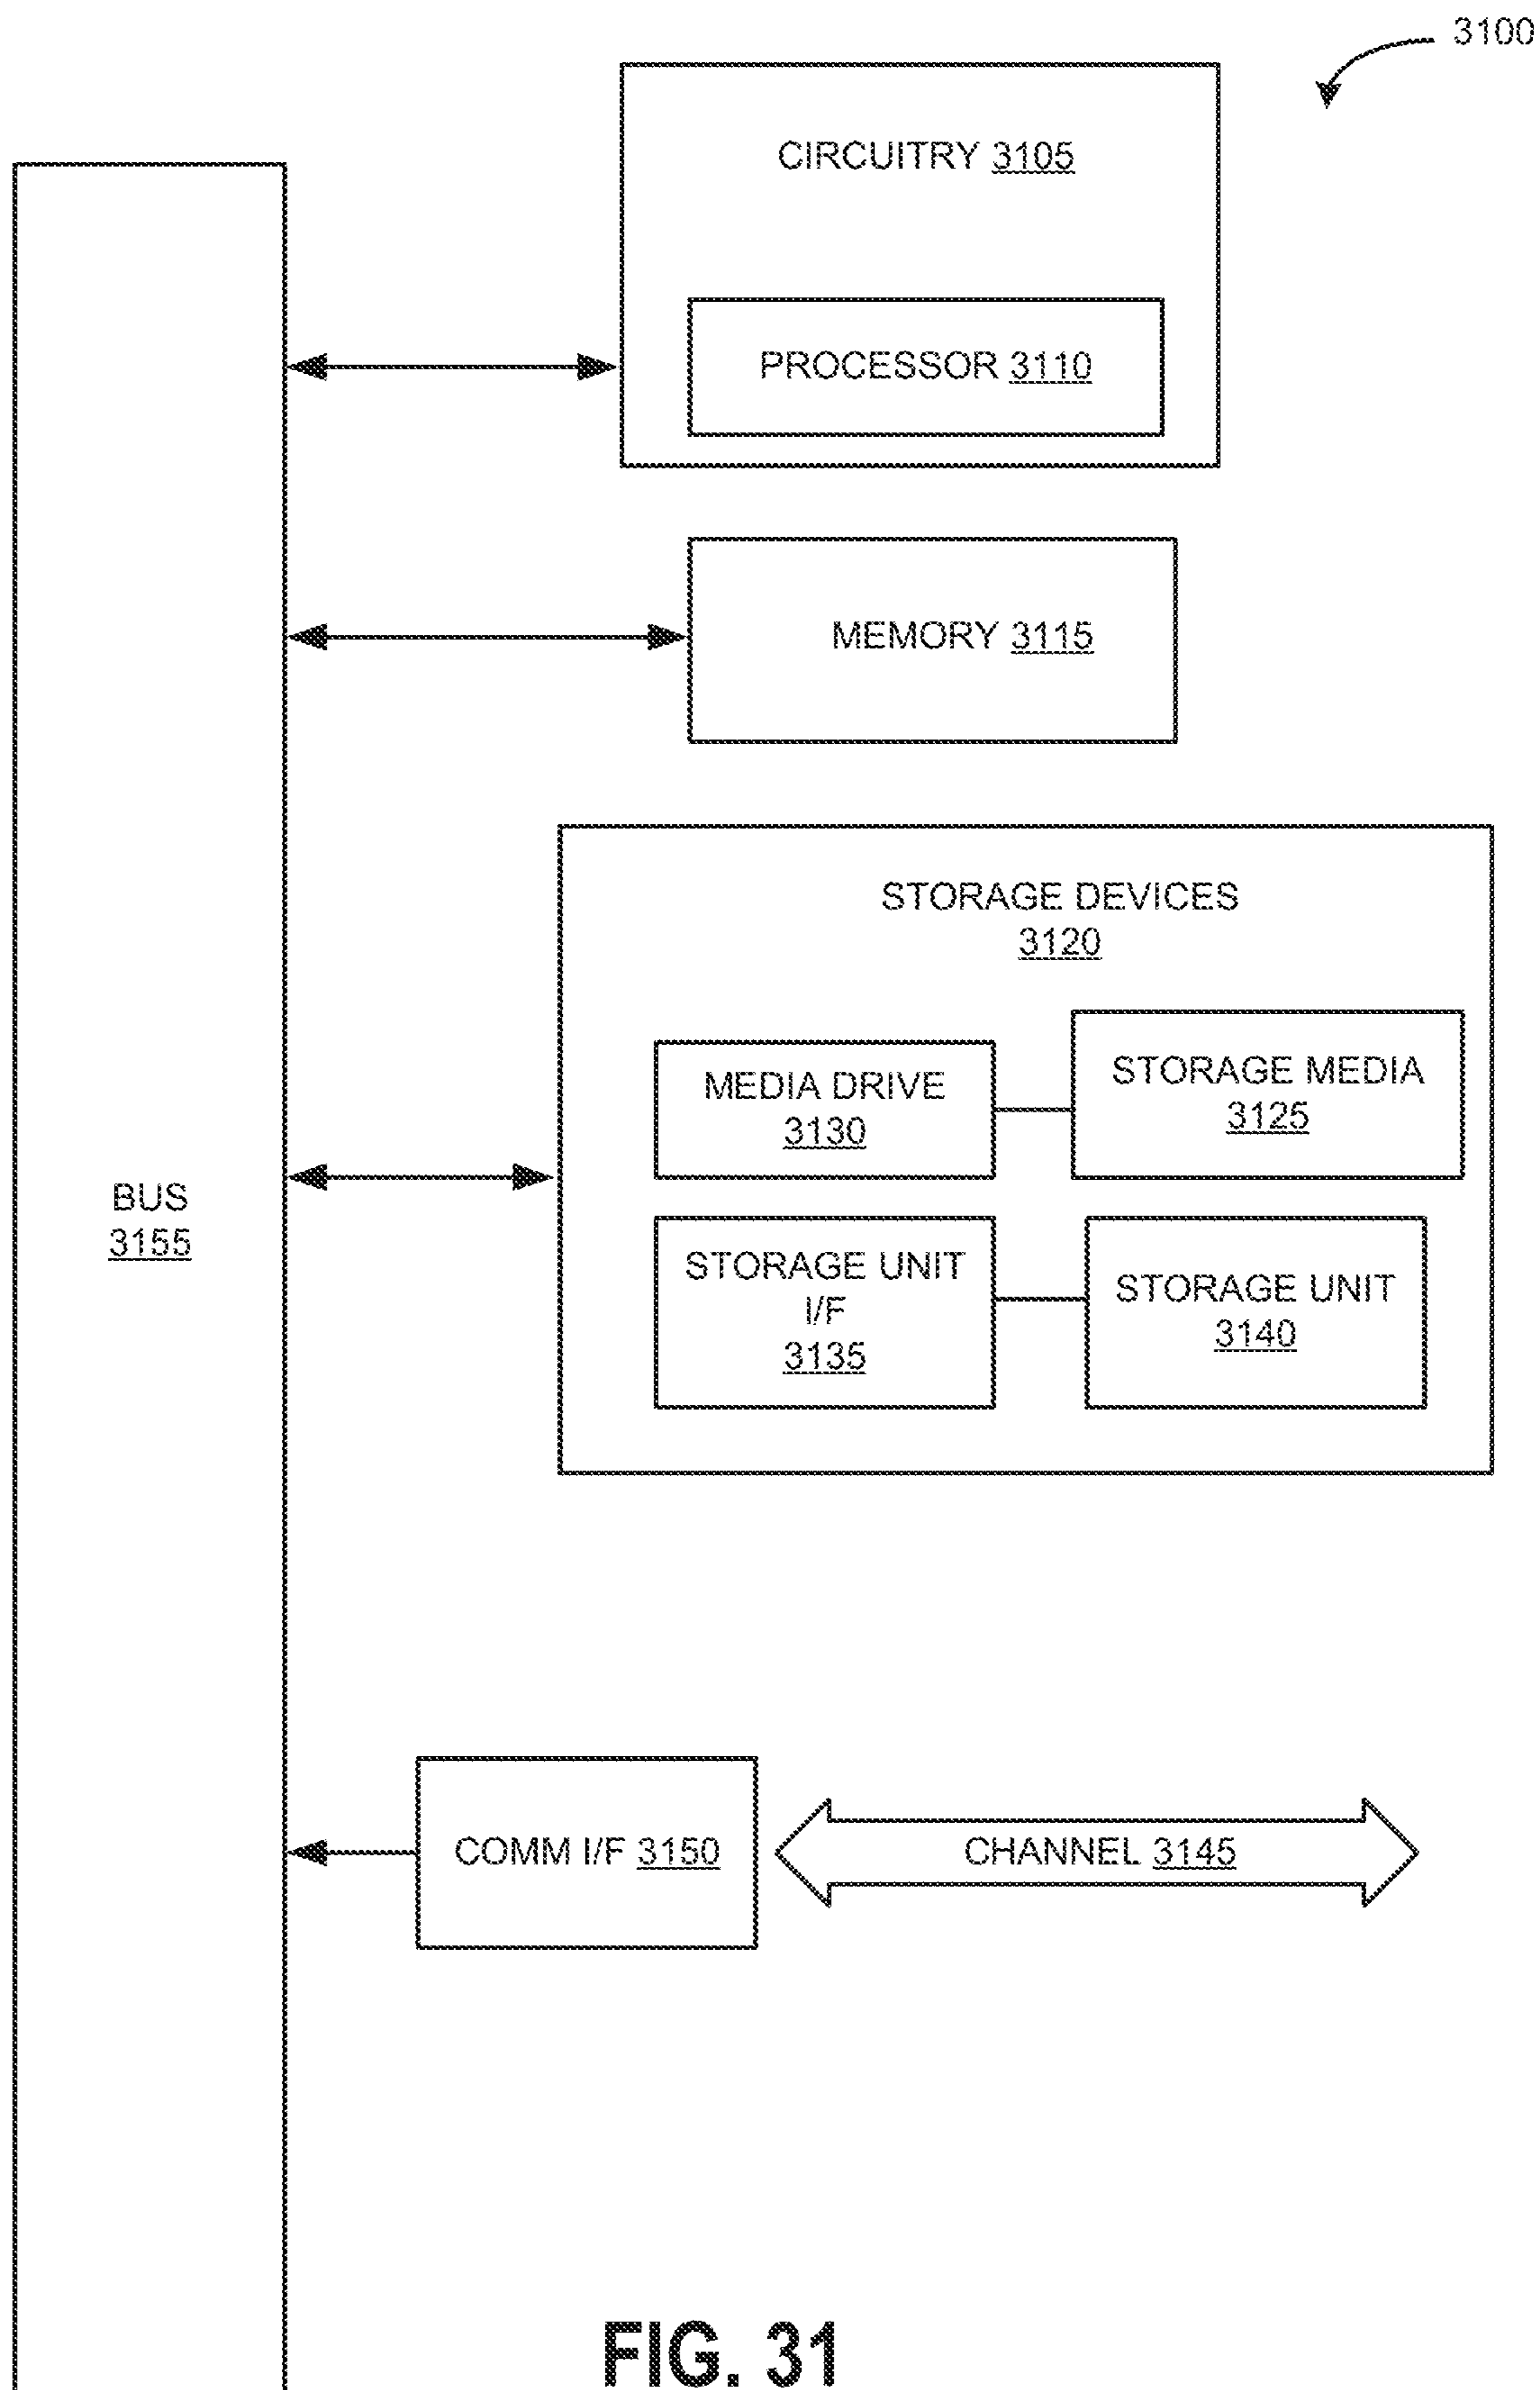 3100
CIRCUITRY 3105
PROCESSOR 3110
MEMORY 3115
STORAGE DEVICES
3120
MEDIA DRIVE
3130
STORAGE MEDIA
3125
BUS
3155
STORAGE UNIT
I/F
3135
STORAGE UNIT
3140
COMM I/F 3150
CHANNEL 3145
FIG. 31